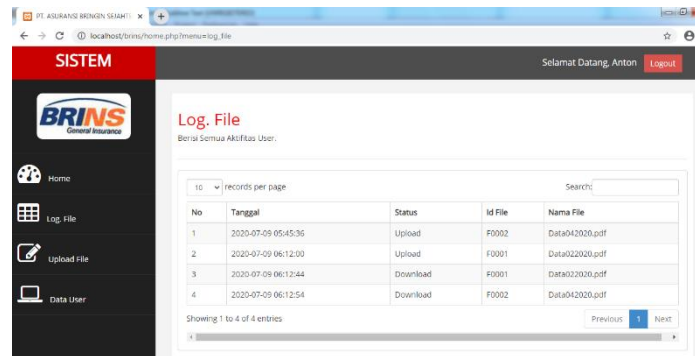 PT. ASURANSI BRINGIN SEJAHTE
localhost/brins/home.php?menu=log_file
SISTEM
Selamat Datang, Anton
Logout
BRINS
General Insurance
Home
Log. File
Upload File
Data User
Log. File
Berisi Semua Aktifitas User.
10 records per page
Search:
No Tanggal Status Id File Nama File
1 2020-07-09 05:45:36 Upload F0002 Data042020.pdf
2 2020-07-09 06:12:00 Upload F0001 Data022020.pdf
3 2020-07-09 06:12:44 Download F0001 Data022020.pdf
4 2020-07-09 06:12:54 Download F0002 Data042020.pdf
Showing 1 to 4 of 4 entries
Previous 1 Next